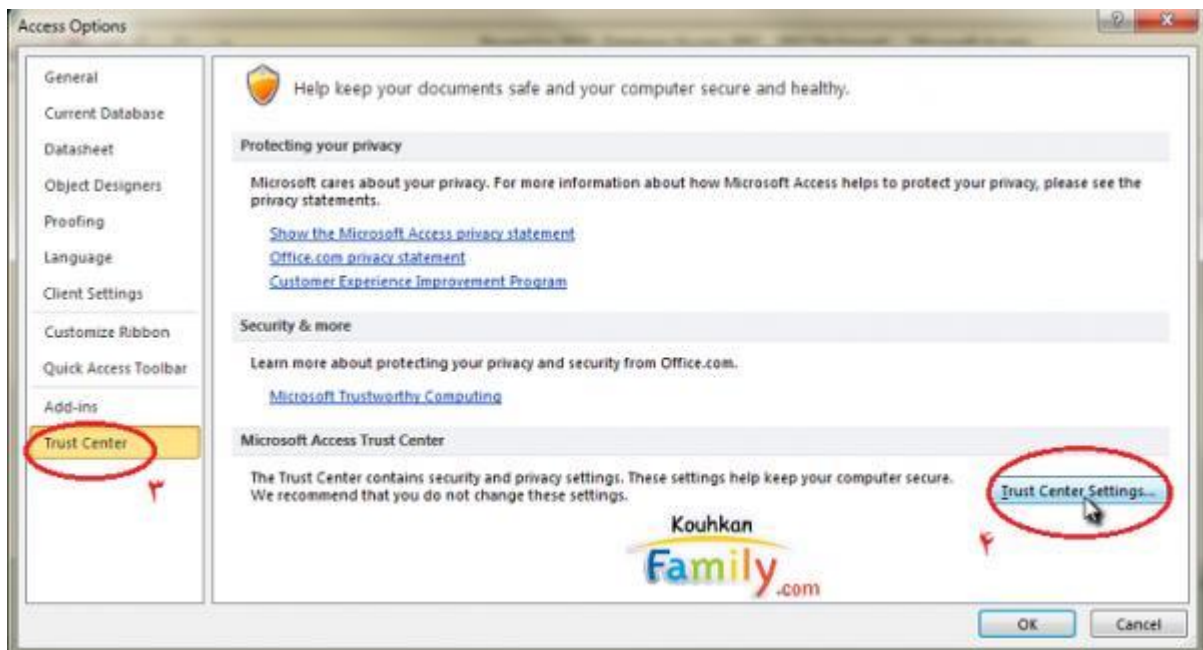 Access Options
General
Current Database
Datasheet
Object Designers
Proofing
Language
Client Settings
Customize Ribbon
Quick Access Toolbar
Add-ins
Trust Center
۳
Help keep your documents safe and your computer secure and healthy.
Protecting your privacy
Microsoft cares about your privacy. For more information about how Microsoft Access helps to protect your privacy, please see the
privacy statements.
Show the Microsoft Access privacy statement
Office.com privacy statement
Customer Experience Improvement Program
Security & more
Learn more about protecting your privacy and security from Office.com.
Microsoft Trustworthy Computing
Microsoft Access Trust Center
The Trust Center contains security and privacy settings. These settings help keep your computer secure.
We recommend that you do not change these settings.
Trust Center Settings...
۴
Kouhkan
Family.com
OK
Cancel